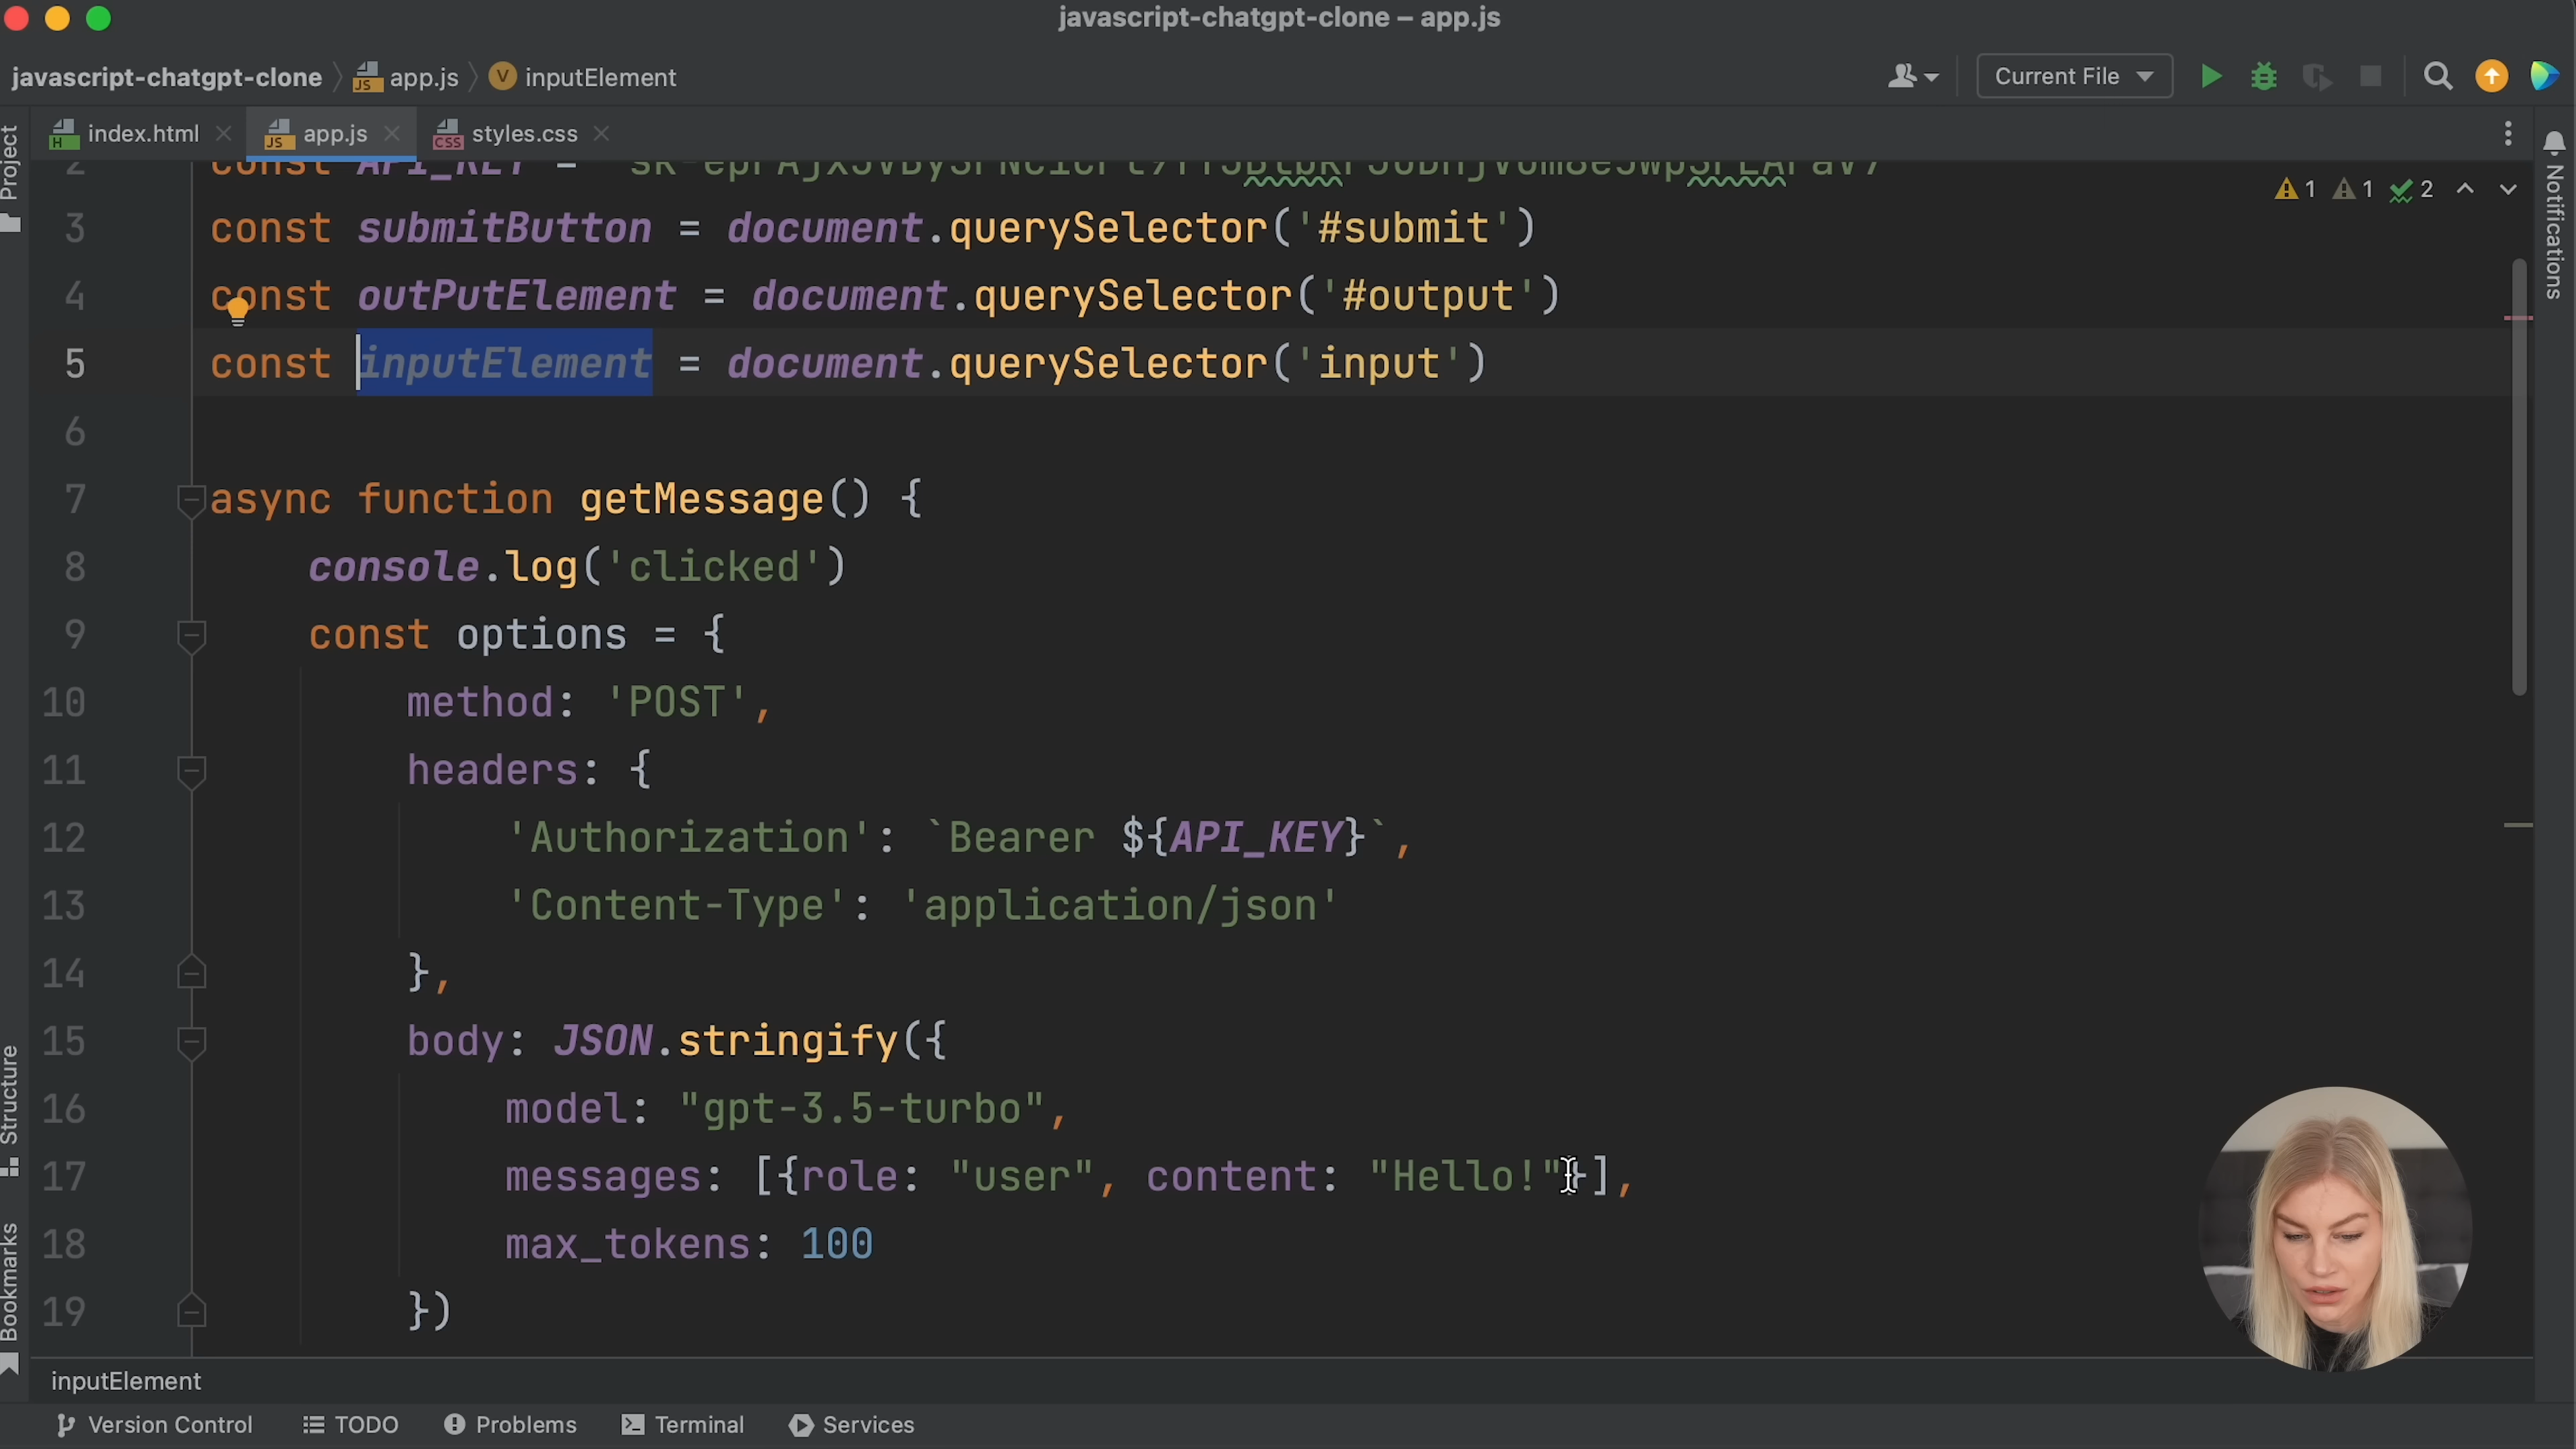 javascript-chatgpt-clone – app.js
javascript-chatgpt-clone app.js V inputElement Current File
index.html app.js styles.css
Project
Notifications
2 const API_KEY =
1 1 2
3 const submitButton = document.querySelector('#submit')
4 const outPutElement = document.querySelector('#output')
5 const inputElement = document.querySelector('input')
6
7 async function getMessage() {
8 console.log('clicked')
9 const options = {
10 method: 'POST',
11 headers: {
12 'Authorization': `Bearer ${API_KEY}`,
13 'Content-Type': 'application/json'
14 },
15 body: JSON.stringify({
16 model: "gpt-3.5-turbo",
17 messages: [{role: "user", content: "Hello!"}],
18 max_tokens: 100
19 })
Structure
Bookmarks
inputElement
Version Control TODO Problems Terminal Services